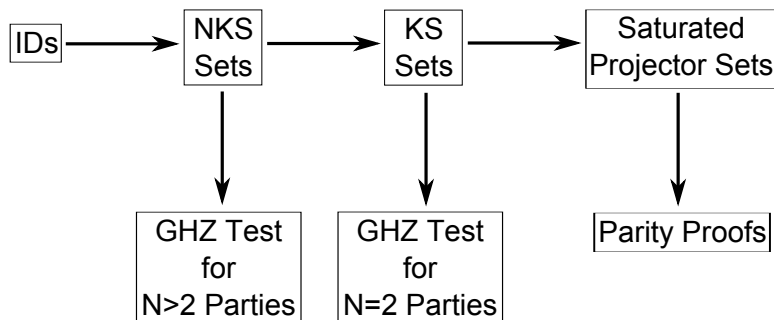 IDs
NKS
Sets
KS
Sets
Saturated
Projector Sets
GHZ Test
for
N>2 Parties
GHZ Test
for
N=2 Parties
Parity Proofs